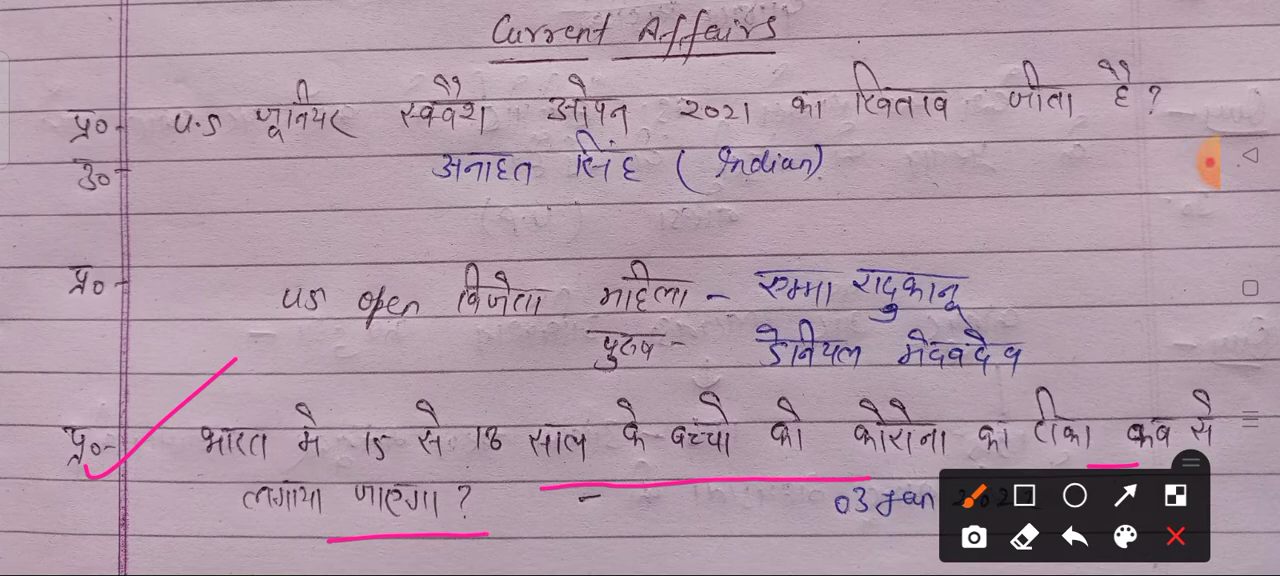 Current Affairs
प्र०- U.S जूनियर स्क्वैश ओपन 2021 का खिताब जीता है ?
उ०- अनाहत सिंह ( Indian)
प्र०- US open विजेता महिला - एम्मा रादुकानू
पुरुष - डेनियल मेदवदेव
प्र०- भारत मे 15 से 18 साल के बच्चो को कोरोना का टीका कब से
लगाया जाएगा ? - 03 Jan